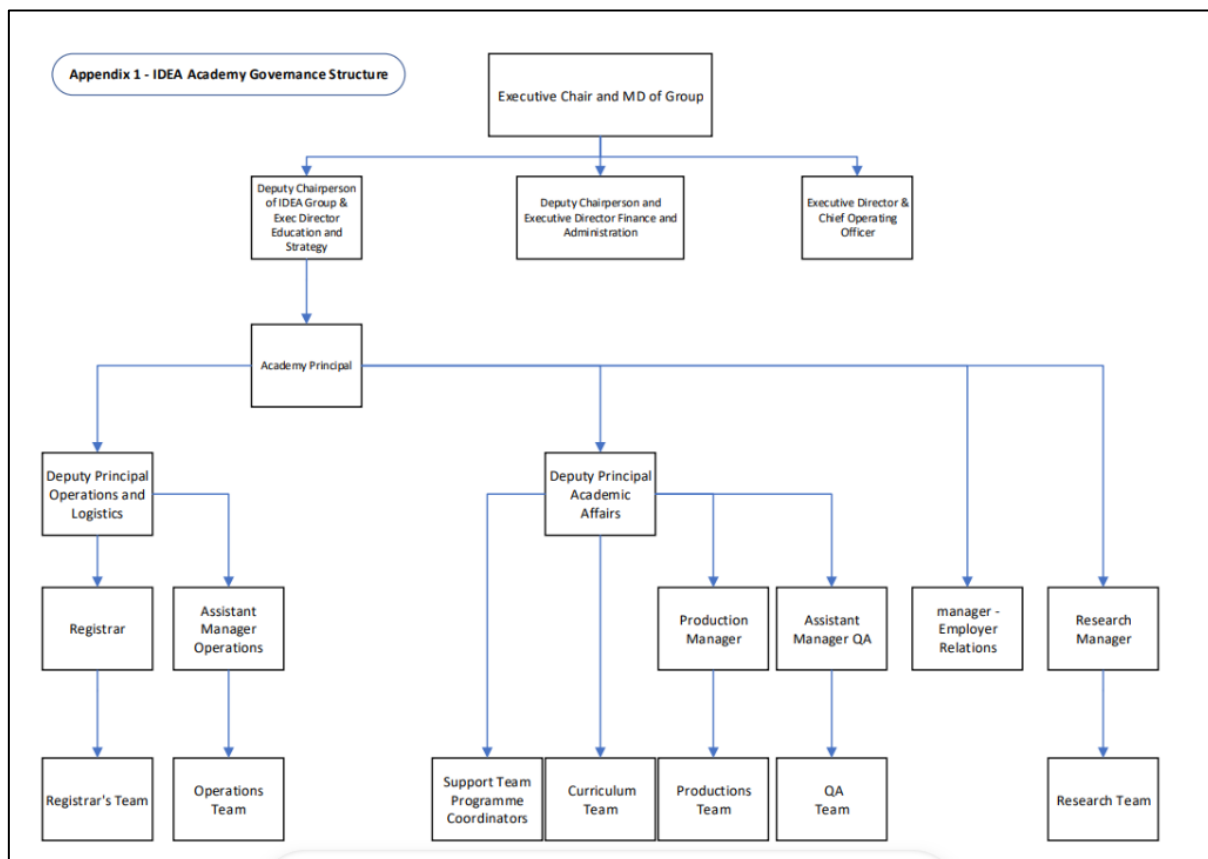 Appendix 1 - IDEA Academy Governance Structure
Executive Chair and MD of Group
Deputy Chairperson
of IDEA Group &
Exec Director
Education and
Strategy
Deputy Chairperson and
Executive Director Finance and
Administration
Executive Director &
Chief Operating
Officer
Academy Principal
Deputy Principal
Operations and
Logistics
Deputy Principal
Academic
Affairs
Registrar
Assistant
Manager
Operations
Production
Manager
Assistant
Manager QA
manager -
Employer
Relations
Research
Manager
Registrar's Team
Operations
Team
Support Team
Programme
Coordinators
Curriculum
Team
Productions
Team
QA
Team
Research Team